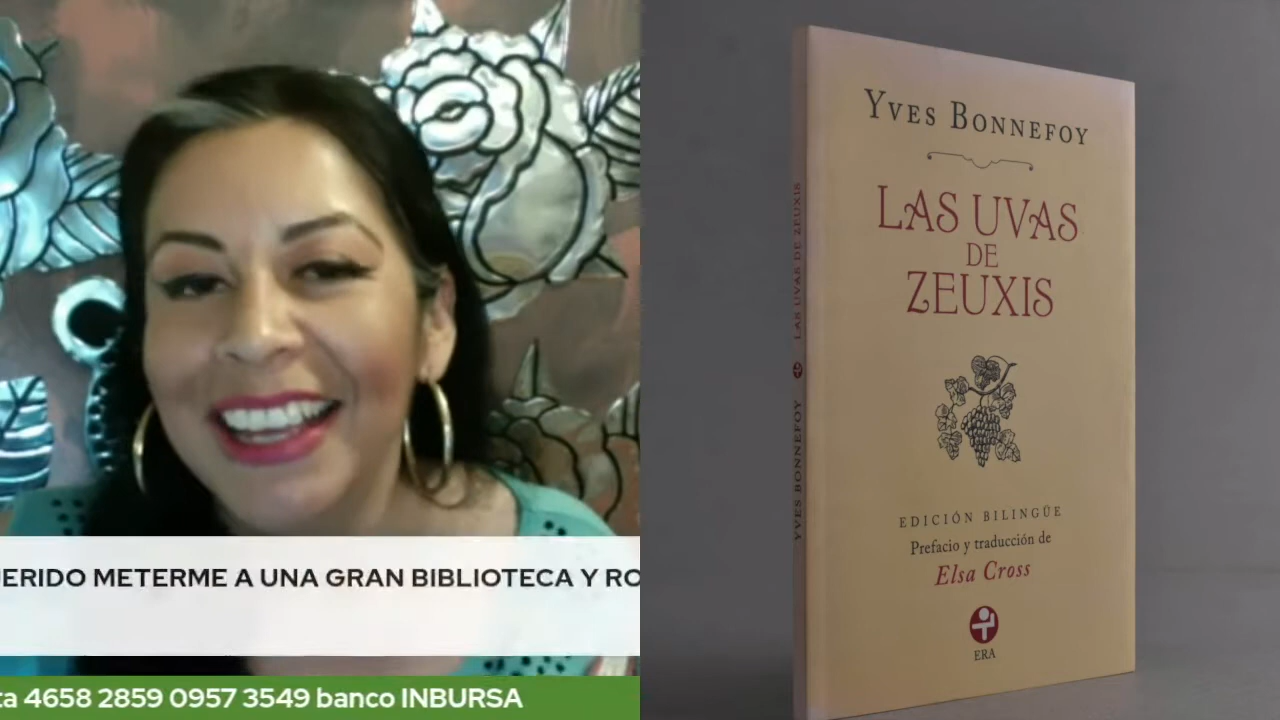 ERIDO METERME A UNA GRAN BIBLIOTECA Y RO
ta 4658 2859 0957 3549 banco INBURSA
YVES BONNEFOY
LAS UVAS
DE
ZEUXIS
EDICIÓN BILINGÜE
Prefacio y traducción de
Elsa Cross
ERA
YVES BONNEFOY LAS UVAS DE ZEUXIS